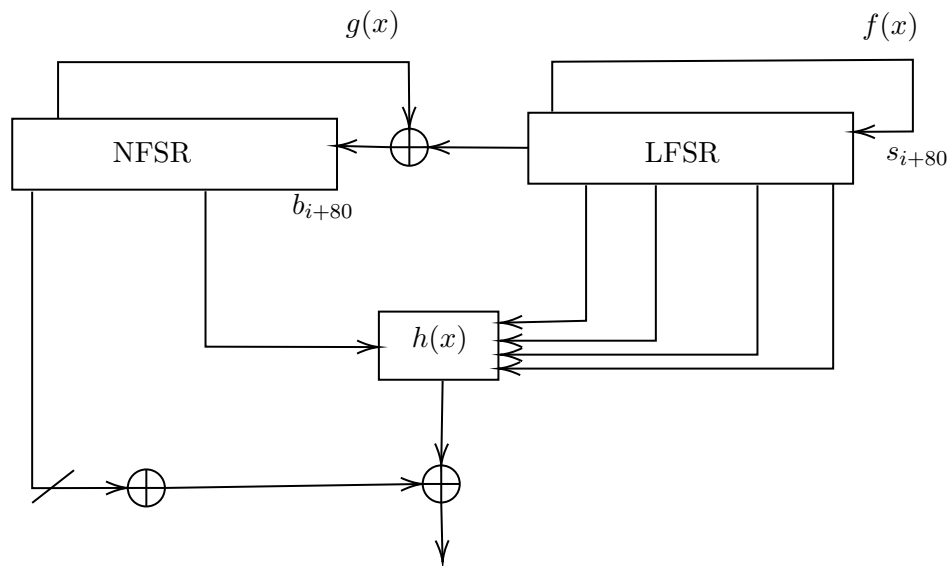 g(x)
f(x)
NFSR
LFSR
s_{i+80}
b_{i+80}
h(x)